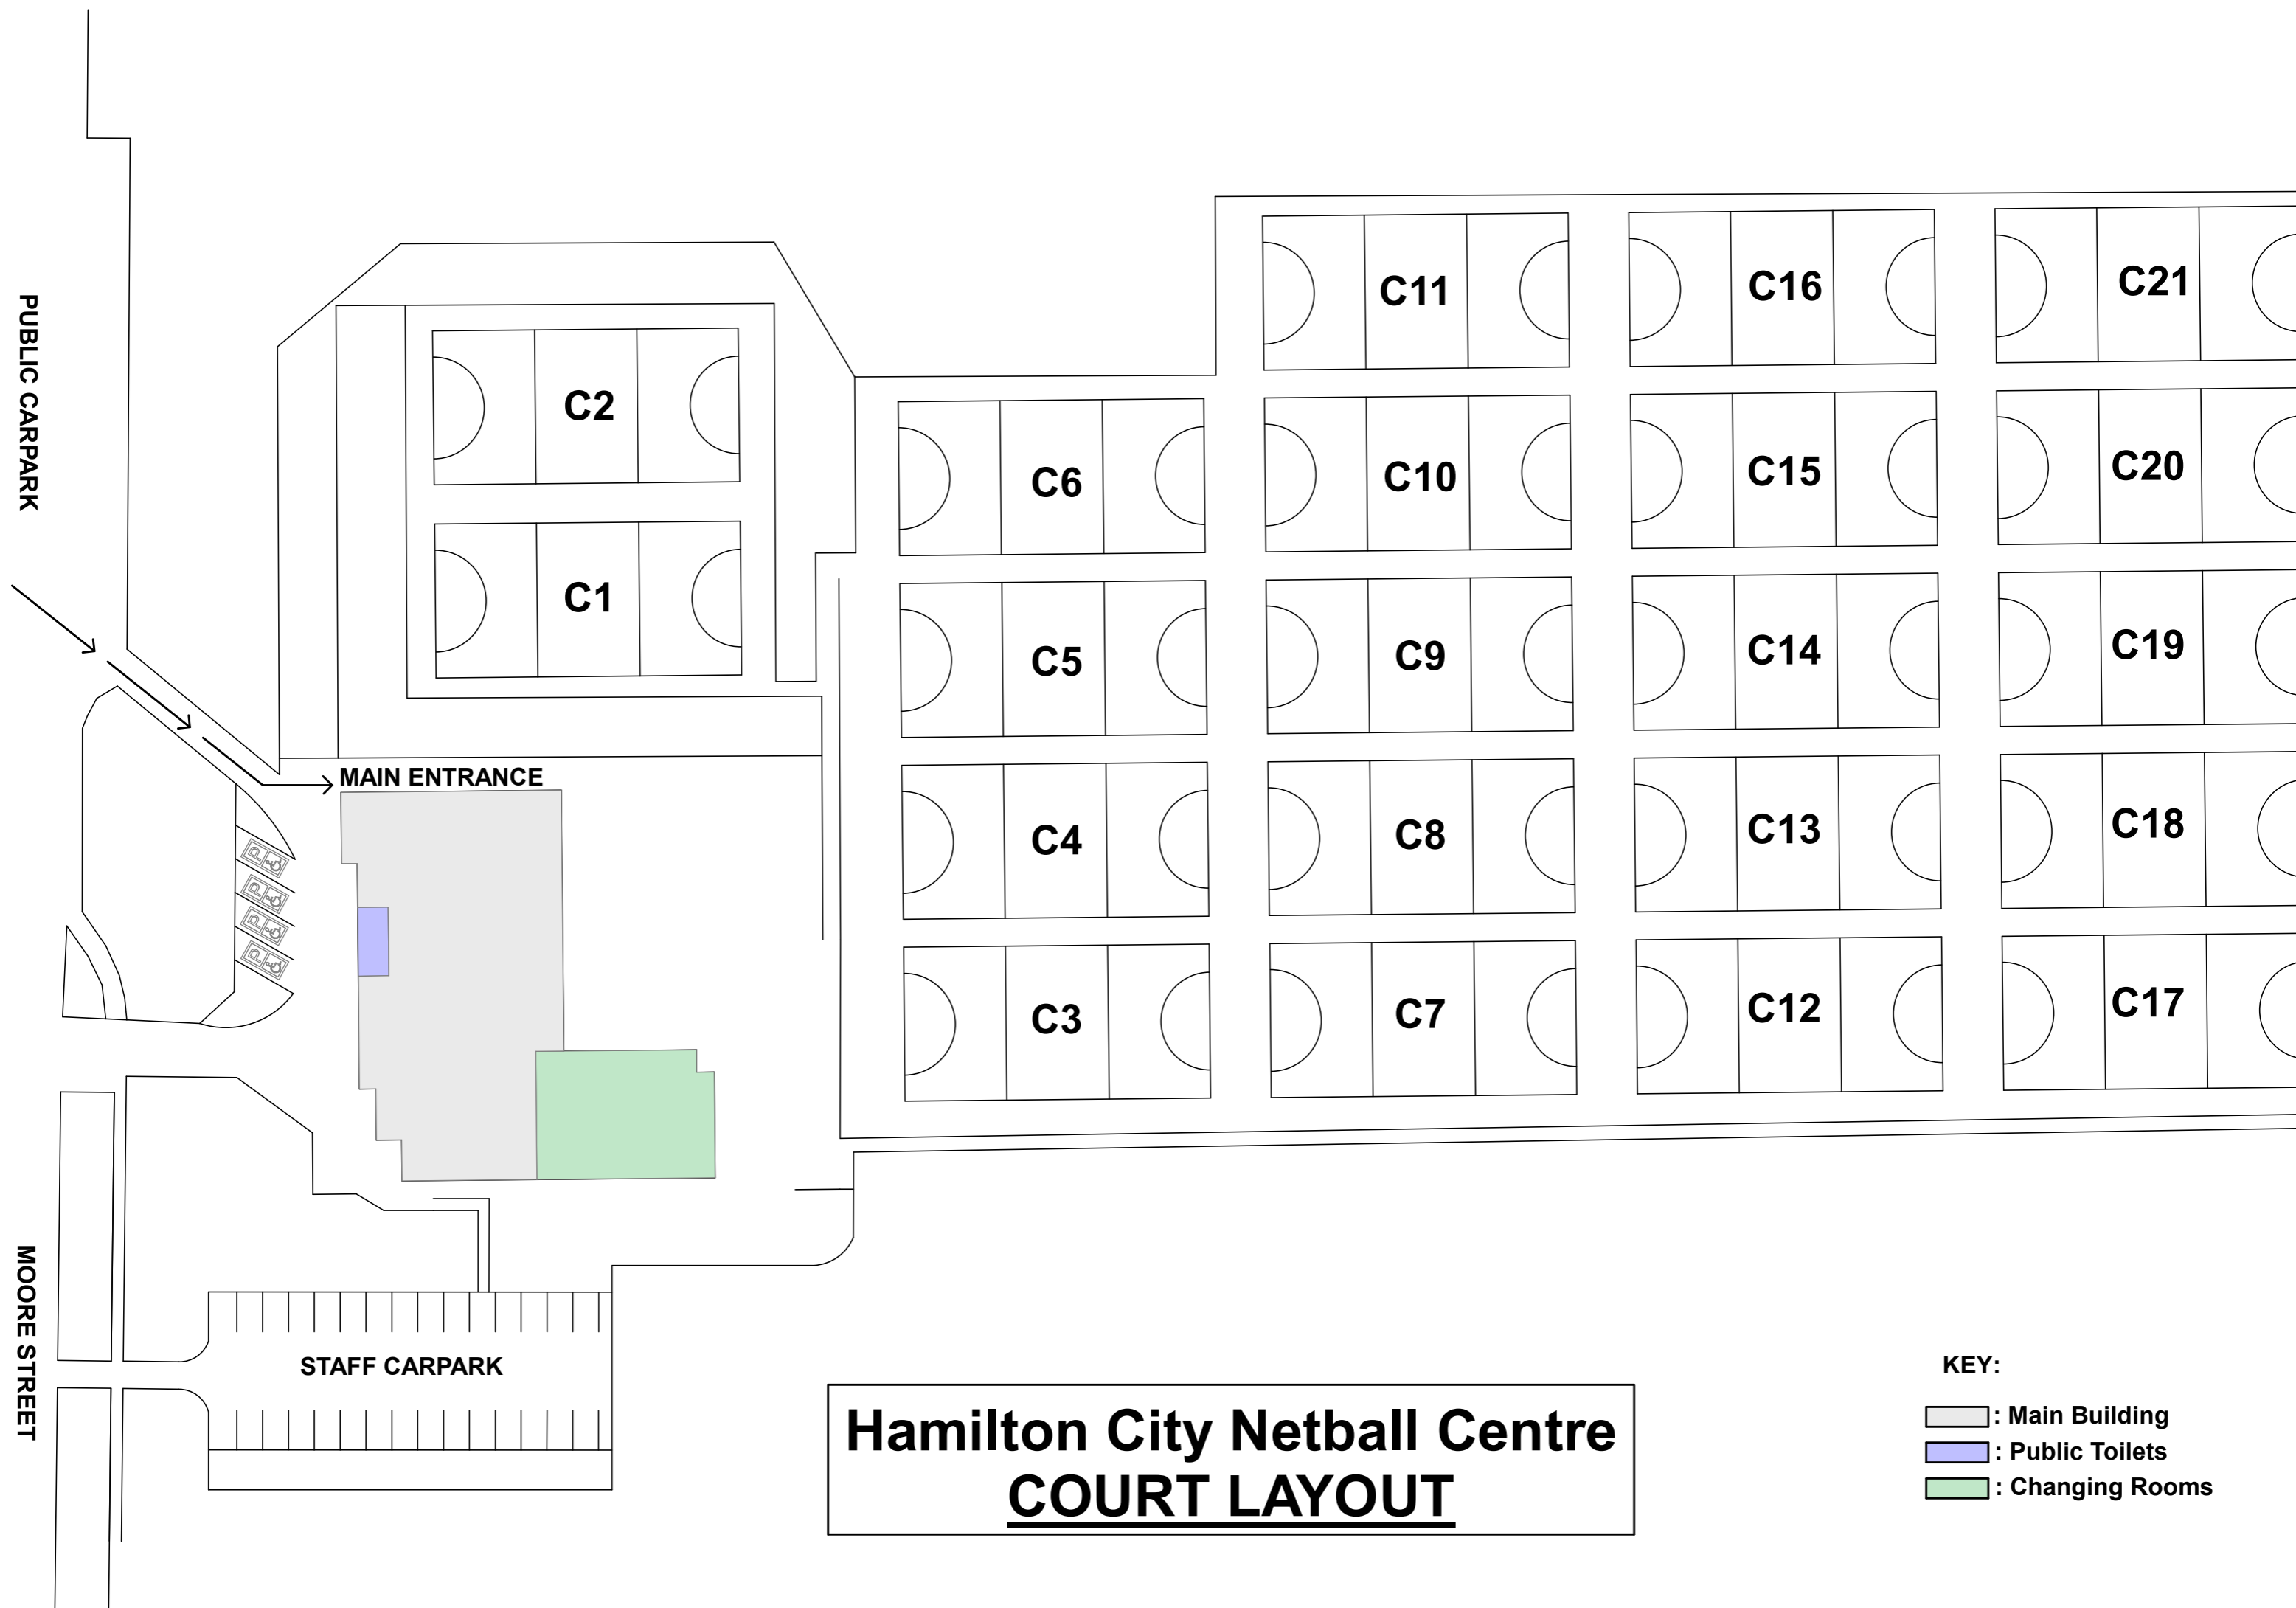 PUBLIC CARPARK
C11
C16
C21
C2
C6
C10
C15
C20
C1
C5
C9
C14
C19
MAIN ENTRANCE
C4
C8
C13
C18
P
P
P
P
C3
C7
C12
C17
MOORE STREET
STAFF CARPARK
Hamilton City Netball Centre
COURT LAYOUT
KEY:
: Main Building
: Public Toilets
: Changing Rooms